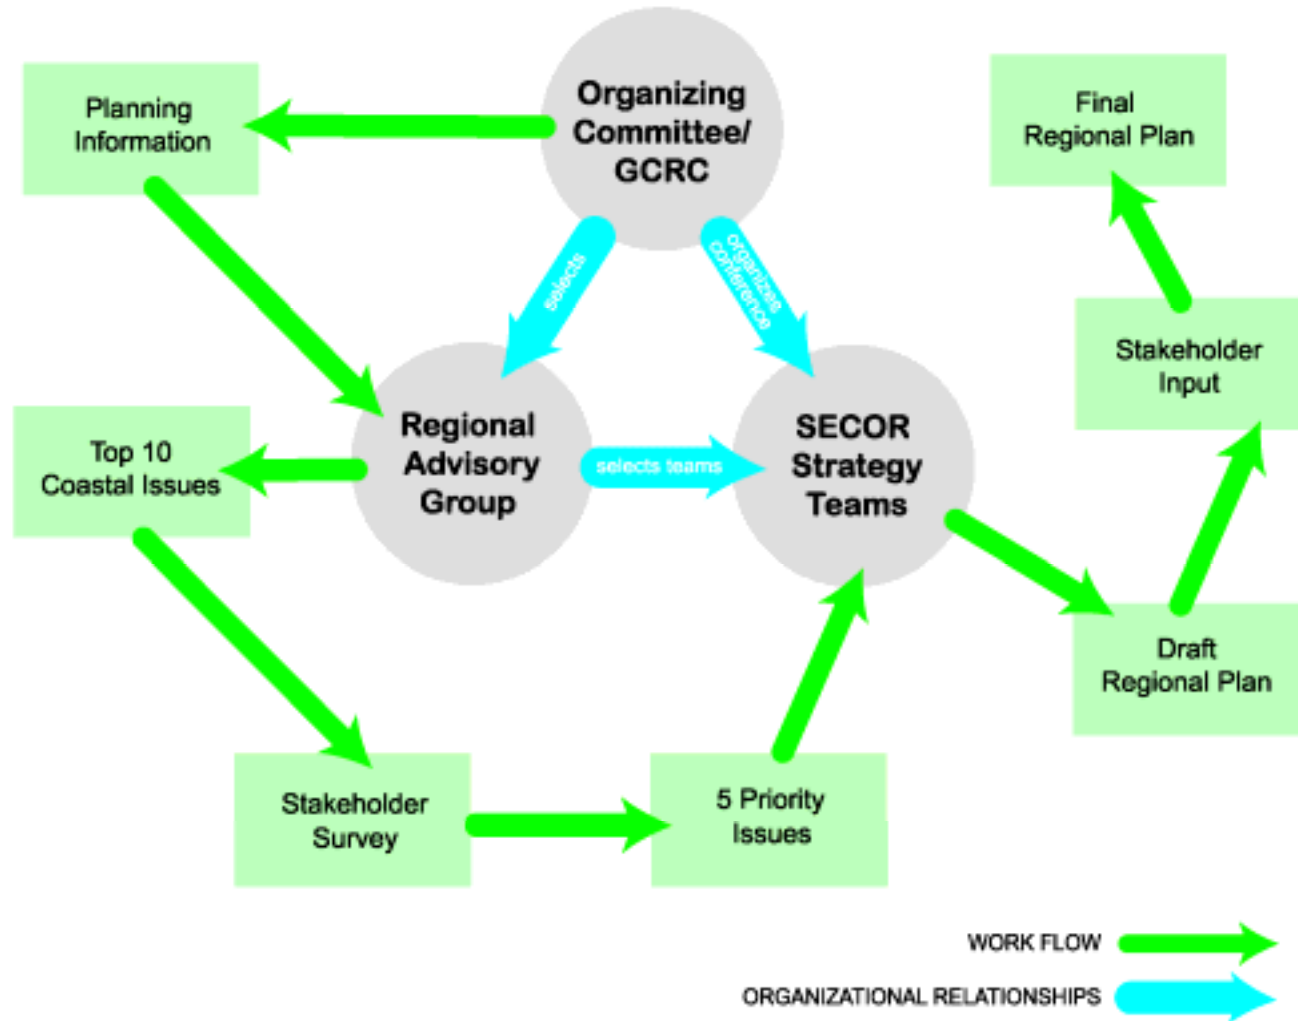 Organizing
Committee/
GCRC
Planning
Information
Final
Regional Plan
selects
organizes
conference
Stakeholder
Input
Regional
Advisory
Group
selects teams
SECOR
Strategy
Teams
Top 10
Coastal Issues
Draft
Regional Plan
Stakeholder
Survey
5 Priority
Issues
WORK FLOW
ORGANIZATIONAL RELATIONSHIPS